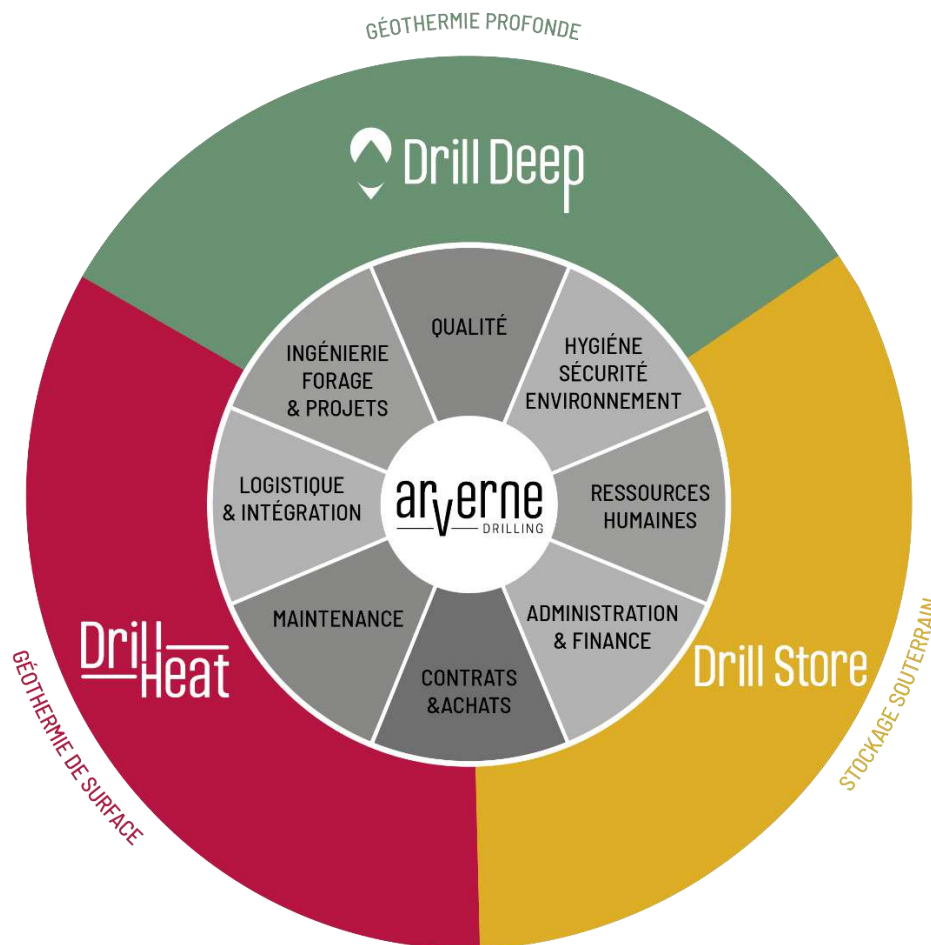 GÉOTHERMIE PROFONDE
Drill Deep
QUALITÉ
HYGIÉNE
SÉCURITÉ
ENVIRONNEMENT
INGÉNIERIE
FORAGE
& PROJETS
LOGISTIQUE
& INTÉGRATION
arverne
DRILLING
RESSOURCES
HUMAINES
MAINTENANCE
ADMINISTRATION
& FINANCE
CONTRATS
&ACHATS
Drill
Heat
Drill Store
GÉOTHERMIE DE SURFACE
STOCKAGE SOUTERRAIN